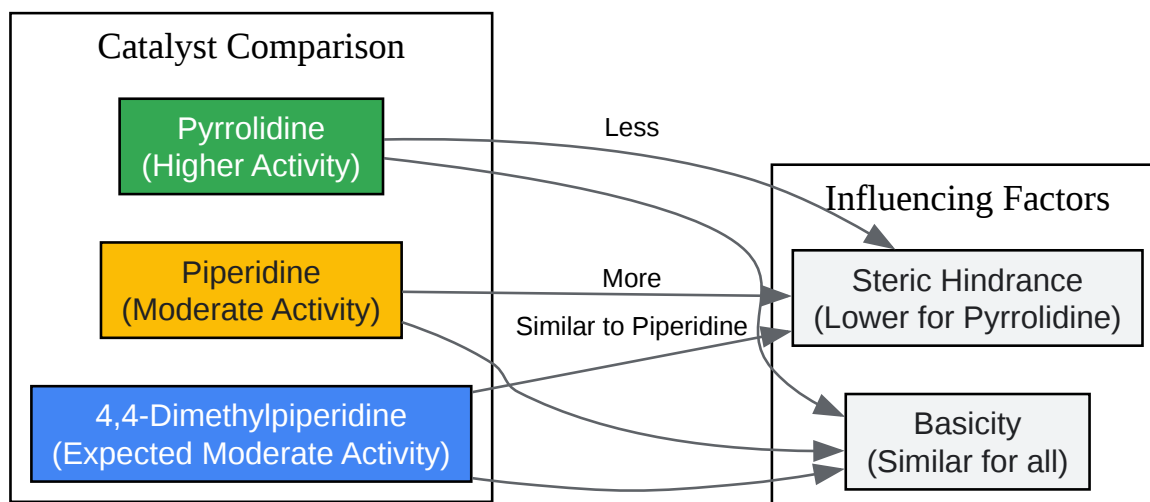 Catalyst Comparison
Pyrrolidine
(Higher Activity)
Piperidine
(Moderate Activity)
4,4-Dimethylpiperidine
(Expected Moderate Activity)
Less
More
Similar to Piperidine
Influencing Factors
Steric Hindrance
(Lower for Pyrrolidine)
Basicity
(Similar for all)